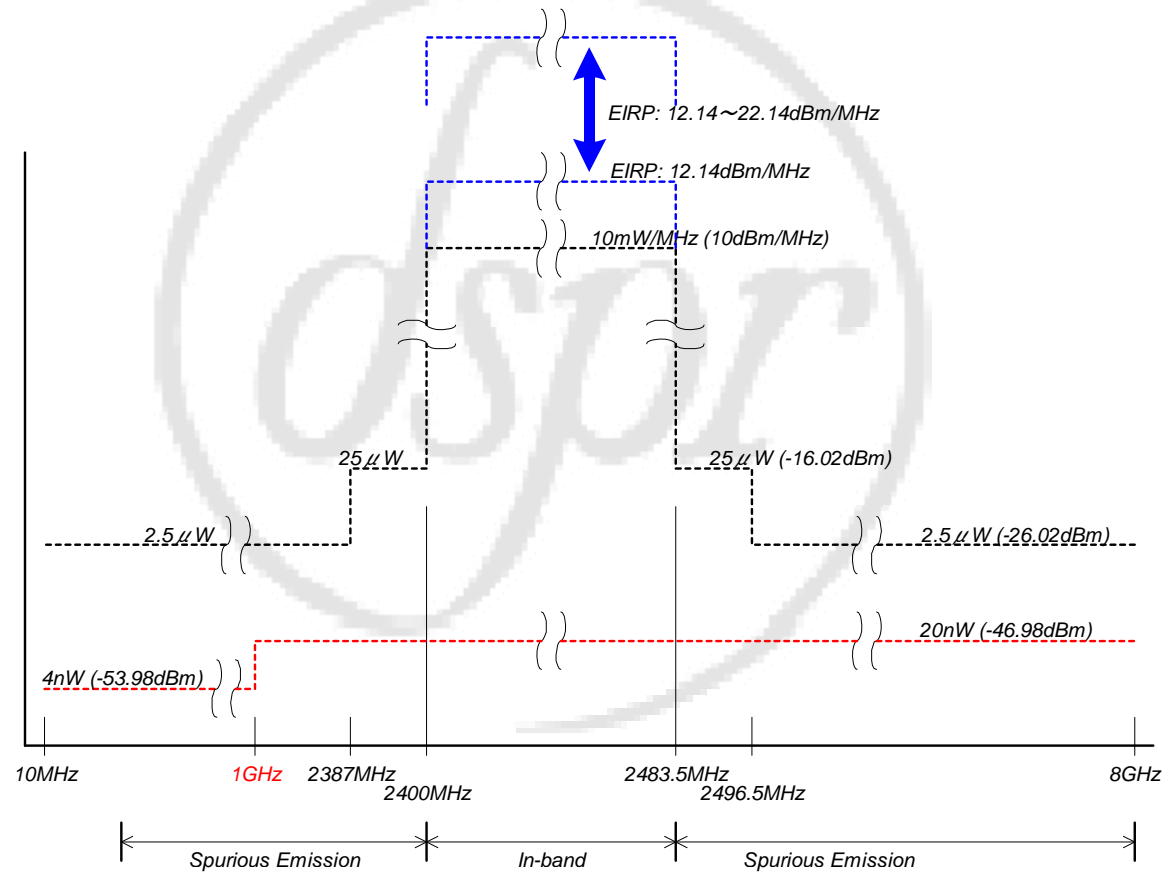 EIRP: 12.14～22.14dBm/MHz
EIRP: 12.14dBm/MHz
10mW/MHz (10dBm/MHz)
25μW
25μW (-16.02dBm)
2.5μW
2.5μW (-26.02dBm)
20nW (-46.98dBm)
4nW (-53.98dBm)
10MHz
1GHz
2387MHz
2483.5MHz
8GHz
2400MHz
2496.5MHz
Spurious Emission
In-band
Spurious Emission
dspr